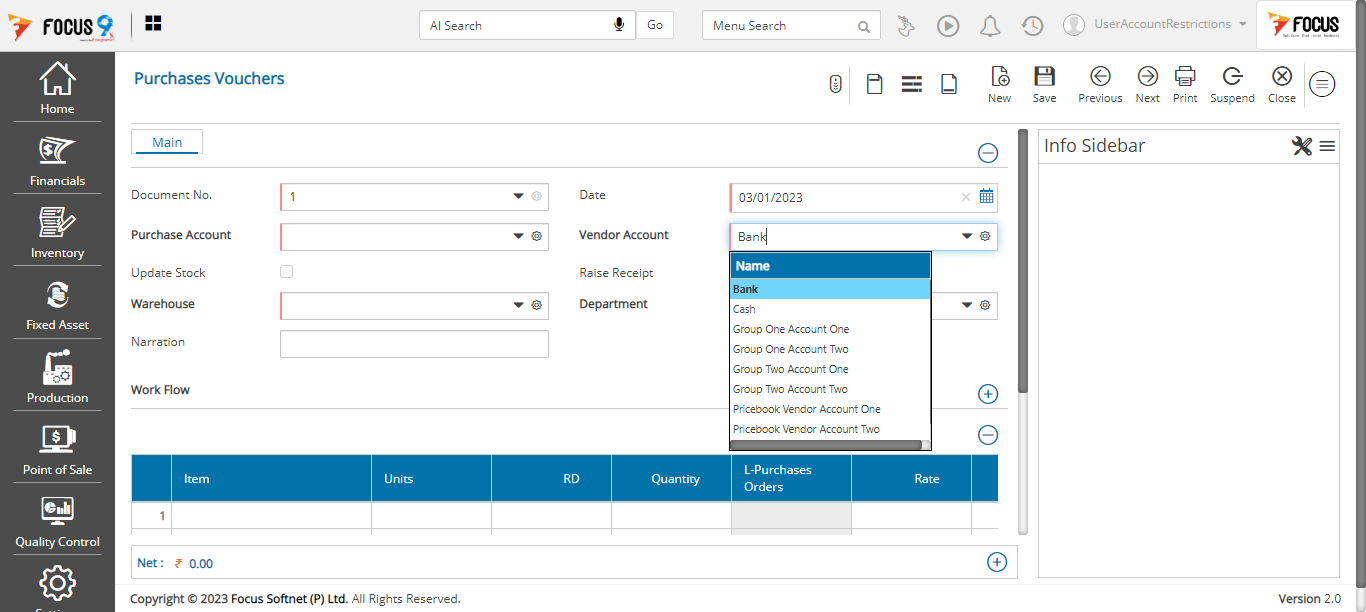 FOCUS 9
AI Search
Go
Menu Search
UserAccountRestrictions
FOCUS
Home
Financials
Inventory
Fixed Asset
Production
Point of Sale
Quality Control
Purchases Vouchers
New
Save
Previous
Next
Print
Suspend
Close
Main
Info Sidebar
Document No.
1
Date
03/01/2023
Purchase Account
Vendor Account
Bank
Update Stock
Raise Receipt
Warehouse
Department
Narration
Name
Bank
Cash
Group One Account One
Group One Account Two
Group Two Account One
Group Two Account Two
Pricebook Vendor Account One
Pricebook Vendor Account Two
Work Flow
Item
Units
RD
Quantity
L-Purchases
Orders
Rate
1
Net : ₹ 0.00
Copyright © 2023 Focus Softnet (P) Ltd. All Rights Reserved.
Version 2.0